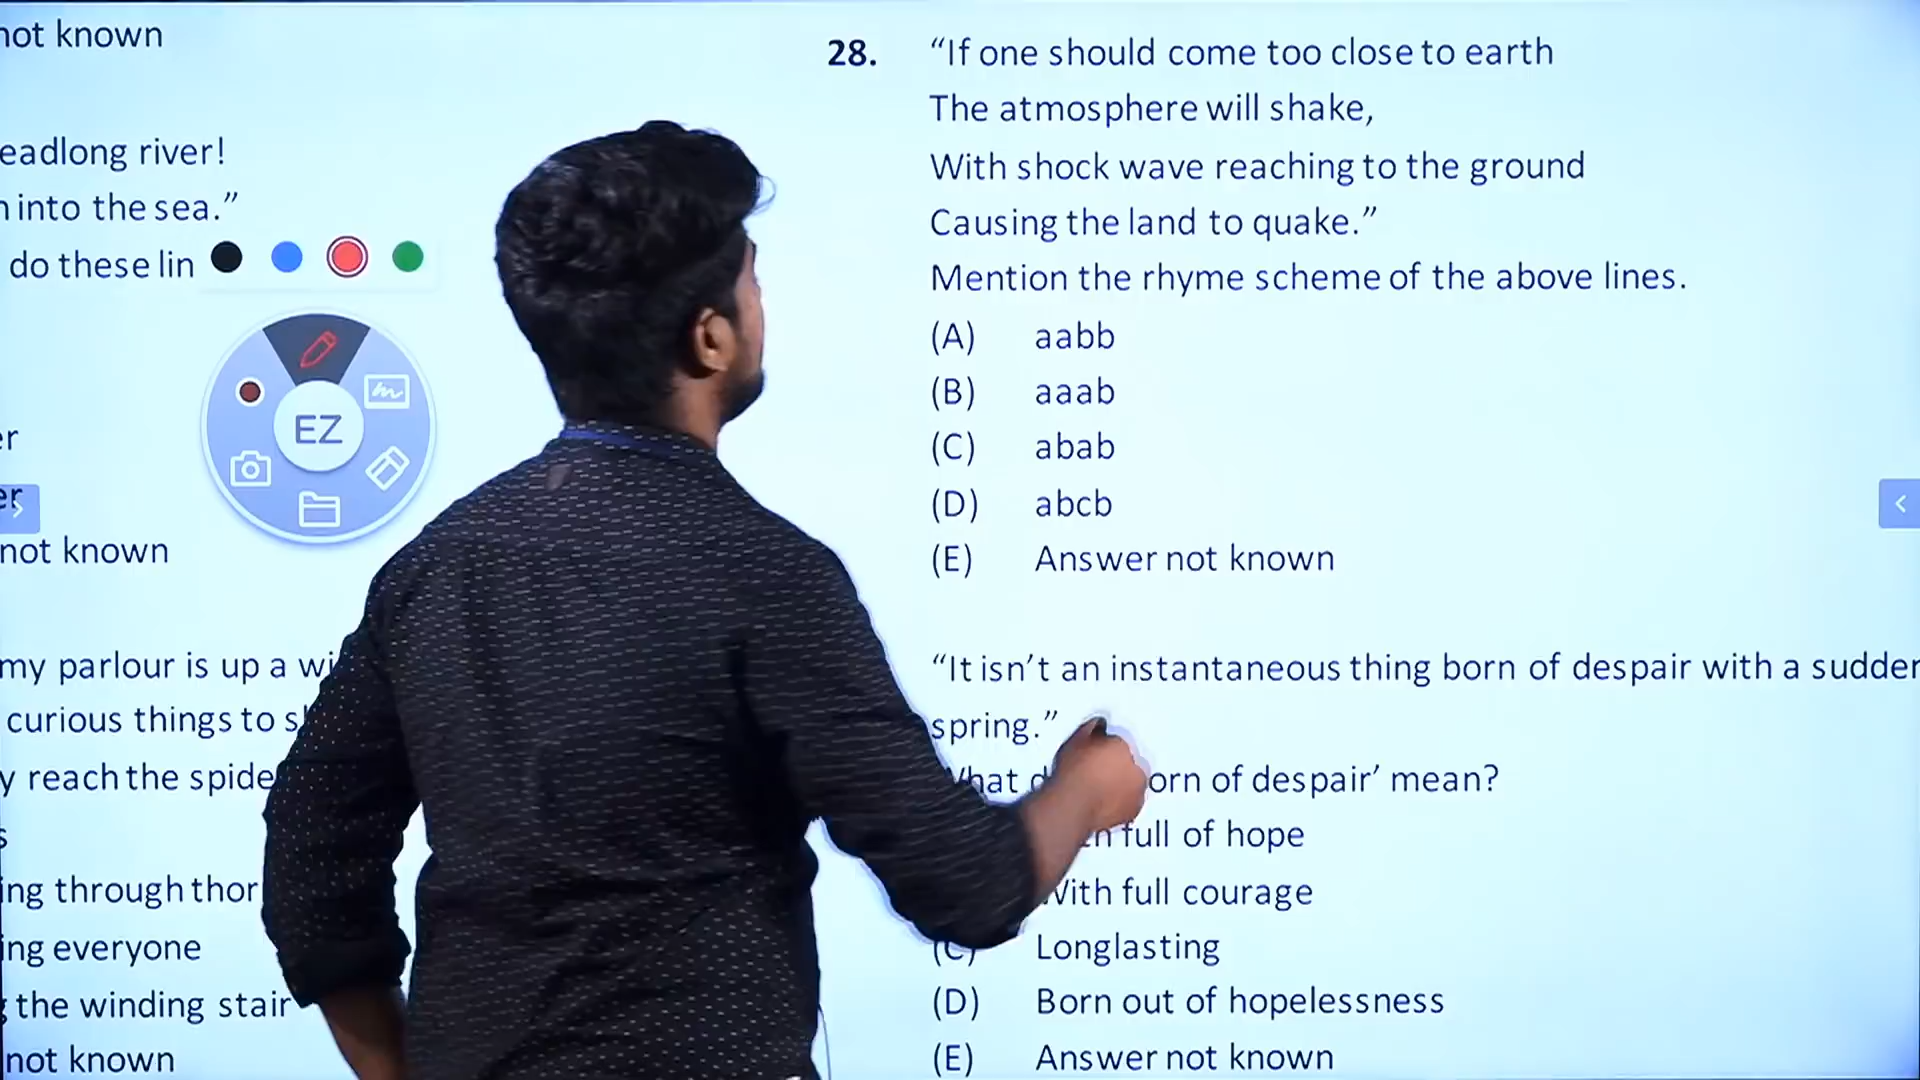 not known
eadlong river!
into the sea.”
do these lin
EZ
er
er
not known
my parlour is up a wi
curious things to s
y reach the spide
s
ing through thor
ing everyone
the winding stair
not known
28. “If one should come too close to earth
The atmosphere will shake,
With shock wave reaching to the ground
Causing the land to quake.”
Mention the rhyme scheme of the above lines.
(A) aabb
(B) aaab
(C) abab
(D) abcb
(E) Answer not known
“It isn’t an instantaneous thing born of despair with a sudden
spring.”
What orn of despair’ mean?
full of hope
With full courage
(C) Longlasting
(D) Born out of hopelessness
(E) Answer not known